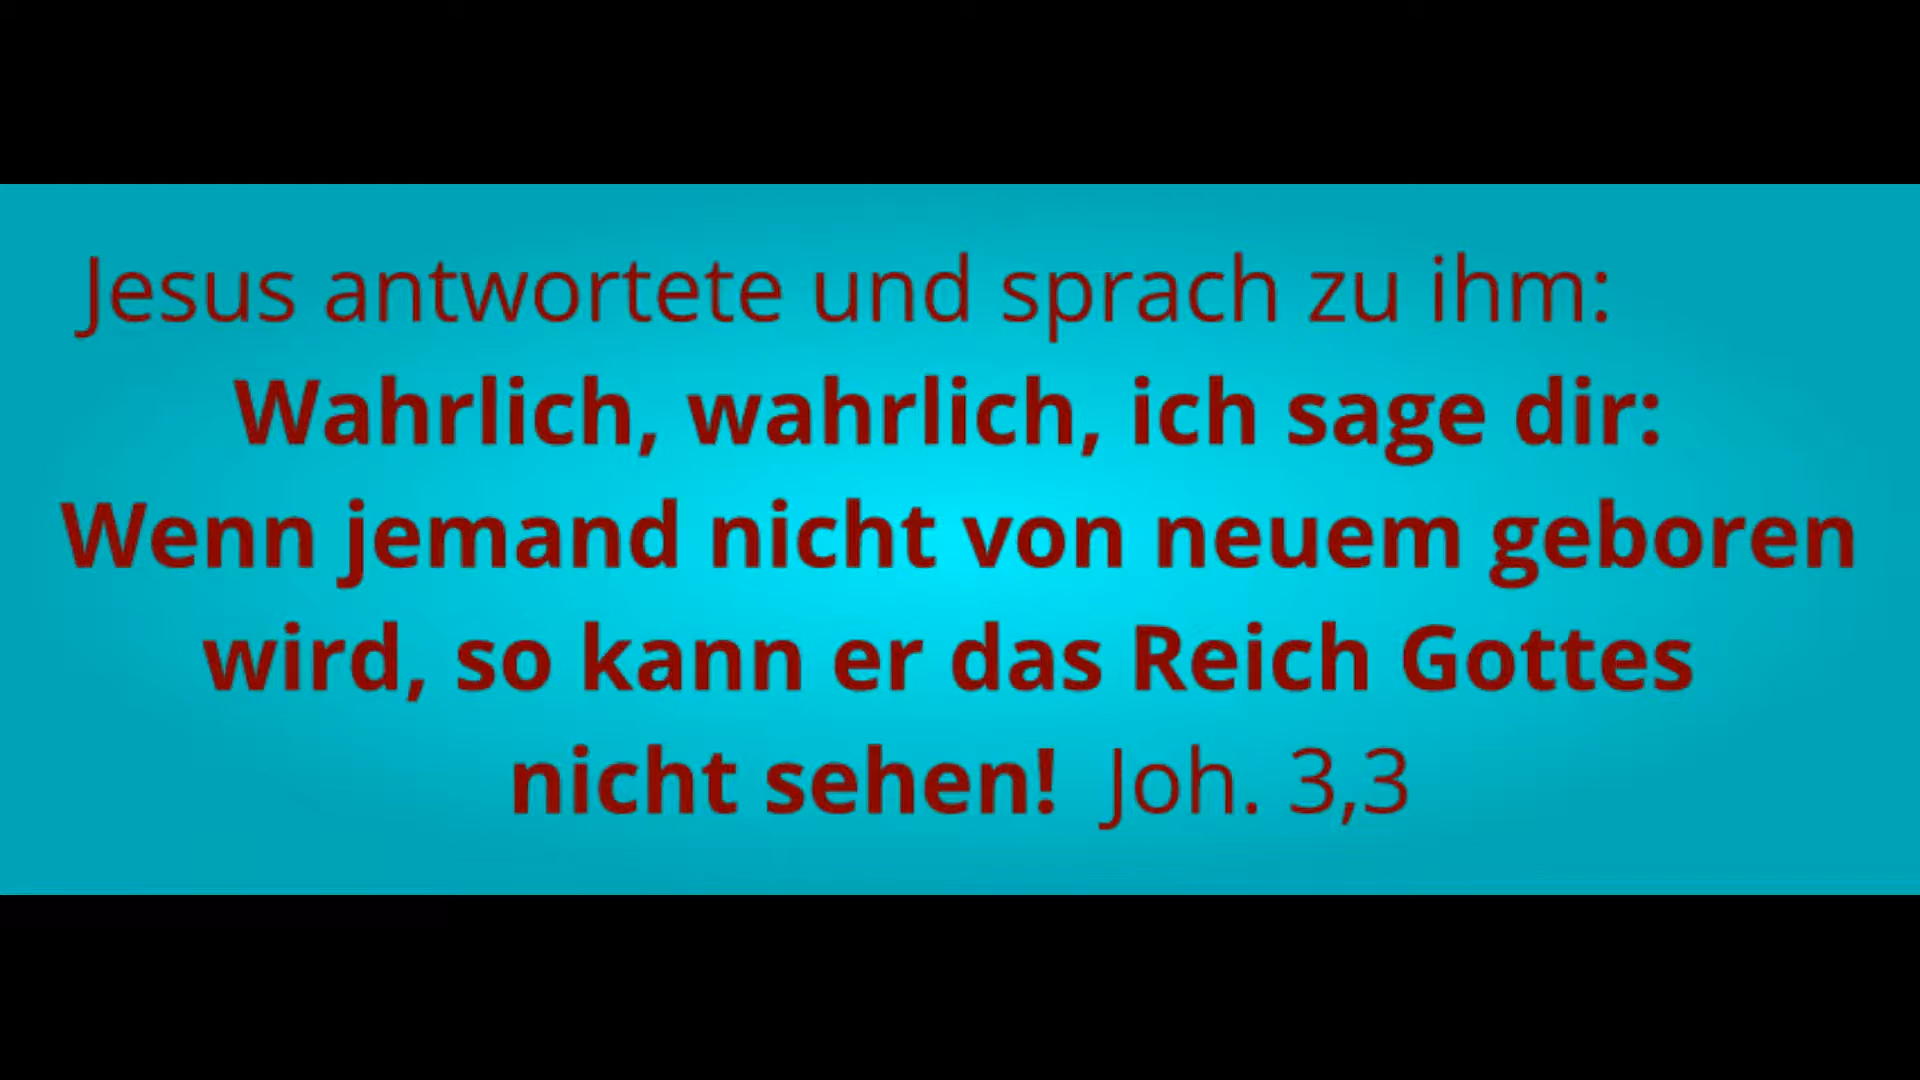 Jesus antwortete und sprach zu ihm:
Wahrlich, wahrlich, ich sage dir:
Wenn jemand nicht von neuem geboren
wird, so kann er das Reich Gottes
nicht sehen! Joh. 3,3